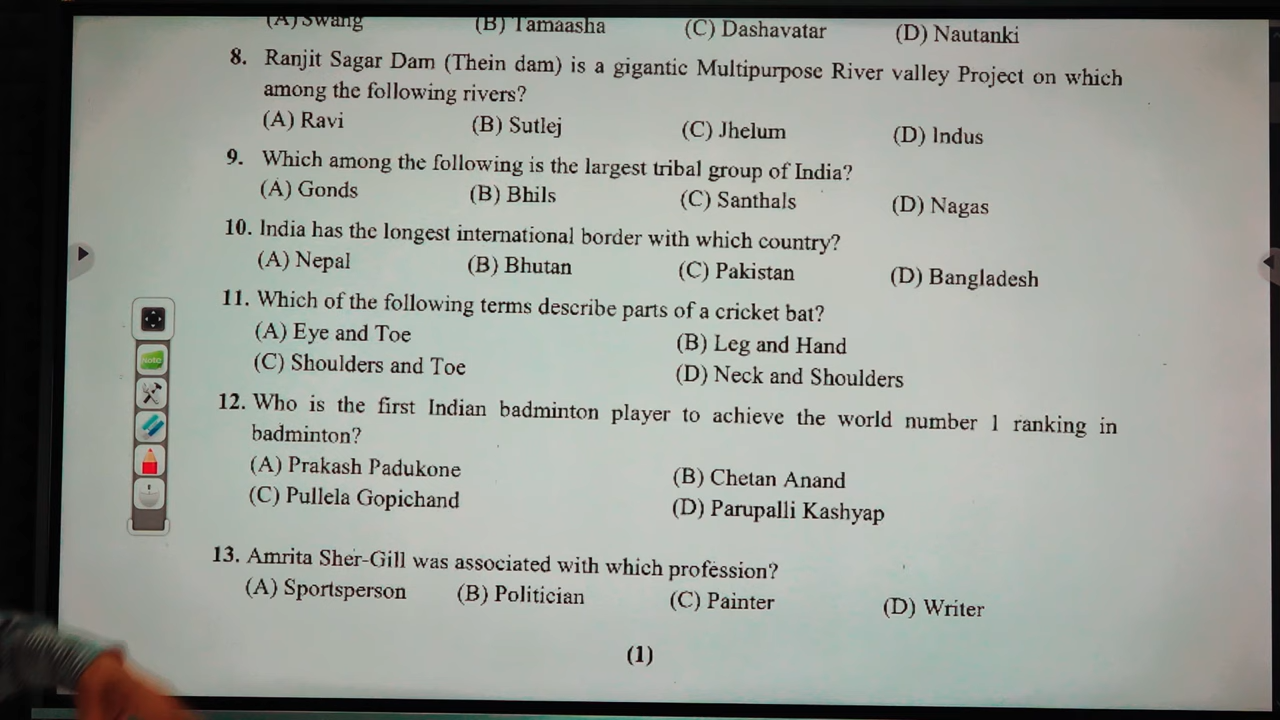 (A) Swang (B) Tamaasha (C) Dashavatar (D) Nautanki
8. Ranjit Sagar Dam (Thein dam) is a gigantic Multipurpose River valley Project on which
among the following rivers?
(A) Ravi (B) Sutlej (C) Jhelum (D) Indus
9. Which among the following is the largest tribal group of India?
(A) Gonds (B) Bhils (C) Santhals (D) Nagas
10. India has the longest international border with which country?
(A) Nepal (B) Bhutan (C) Pakistan (D) Bangladesh
11. Which of the following terms describe parts of a cricket bat?
(A) Eye and Toe (B) Leg and Hand
(C) Shoulders and Toe (D) Neck and Shoulders
12. Who is the first Indian badminton player to achieve the world number 1 ranking in
badminton?
(A) Prakash Padukone (B) Chetan Anand
(C) Pullela Gopichand (D) Parupalli Kashyap
13. Amrita Sher-Gill was associated with which profession?
(A) Sportsperson (B) Politician (C) Painter (D) Writer
(1)
NOTE